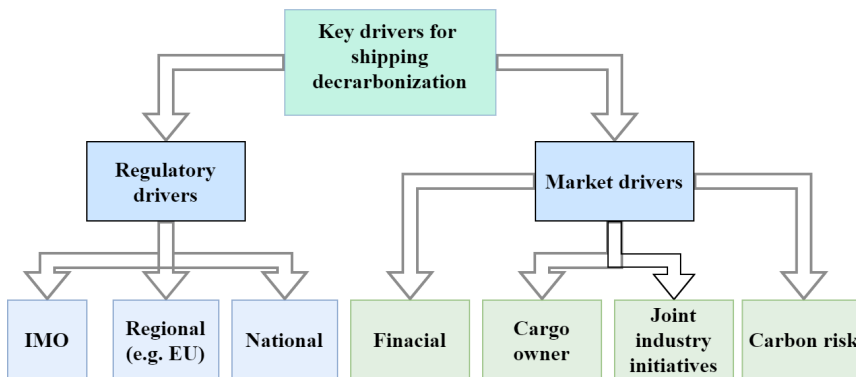 Key drivers for
shipping
decrarbonization
Regulatory
drivers
Market drivers
IMO
Regional
(e.g. EU)
National
Finacial
Cargo
owner
Joint
industry
initiatives
Carbon risk